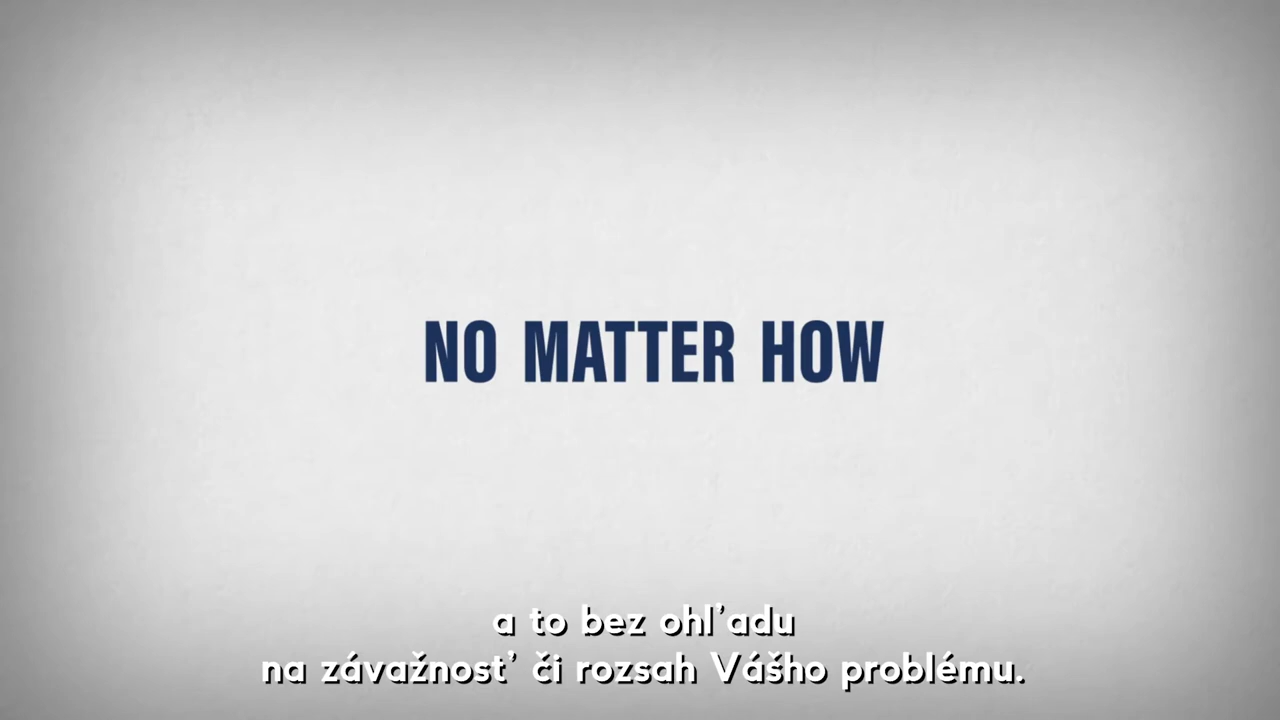 NO MATTER HOW
a to bez ohľadu
na závažnosť či rozsah Vášho problému.